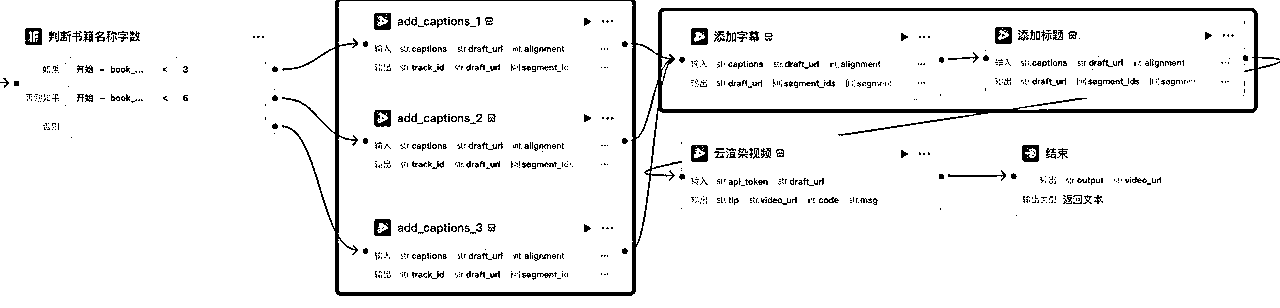 判断书籍名称字数
如果 开始 - book_... < 3
否则如果 开始 - book_... < 6
否则
add_captions_1
输入 str.captions str.draft_url int.alignment ...
输出 str.track_id str.draft_url [str]segment_ids ...
add_captions_2
输入 str.captions str.draft_url int.alignment ...
输出 str.track_id str.draft_url [str]segment_ids ...
add_captions_3
输入 str.captions str.draft_url int.alignment ...
输出 str.track_id str.draft_url [str]segment_ids ...
添加字幕
输入 str.captions str.draft_url int.alignment
输出 str.draft_url segment_ids segment
添加标题
输入 str.captions str.draft_url int.alignment
输出 str.draft_url segment_ids segment
云渲染视频
输入 str.api_token str.draft_url
输出 str.tip str.video_url int.code str.msg
结束
输出 str.output str.video_url
输出类型 返回文本